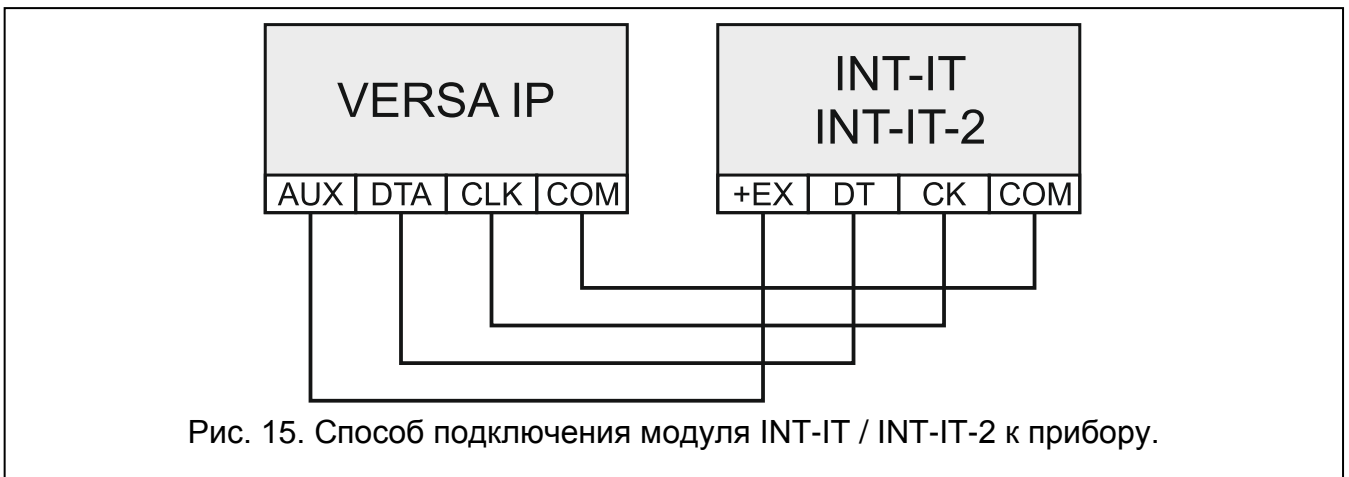 VERSA IP
AUX DTA CLK COM
INT-IT
INT-IT-2
+EX DT CK COM
Рис. 15. Способ подключения модуля INT-IT / INT-IT-2 к прибору.